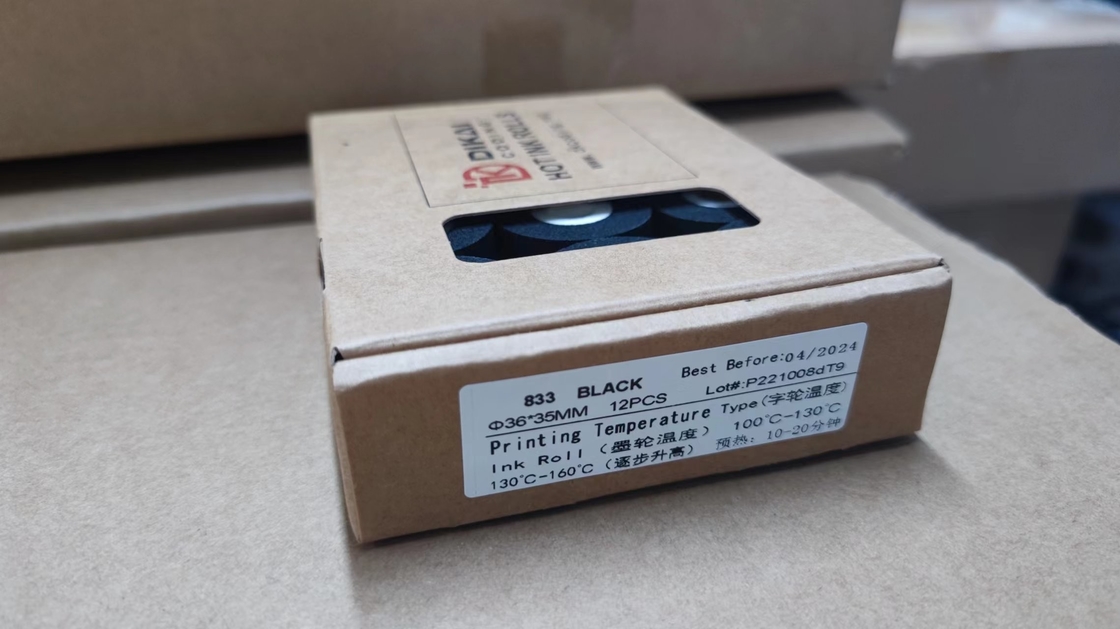 DIKAI
CODING
HOT INK ROLLS
833 BLACK
Best Before:04/2024
Φ36*35MM 12PCS
Lot#:P221008dT9
Printing Temperature
Type(字轮温度)
Ink Roll (墨轮温度)
100℃-130℃
130℃-160℃ (逐步升高)
预热: 10-20分钟